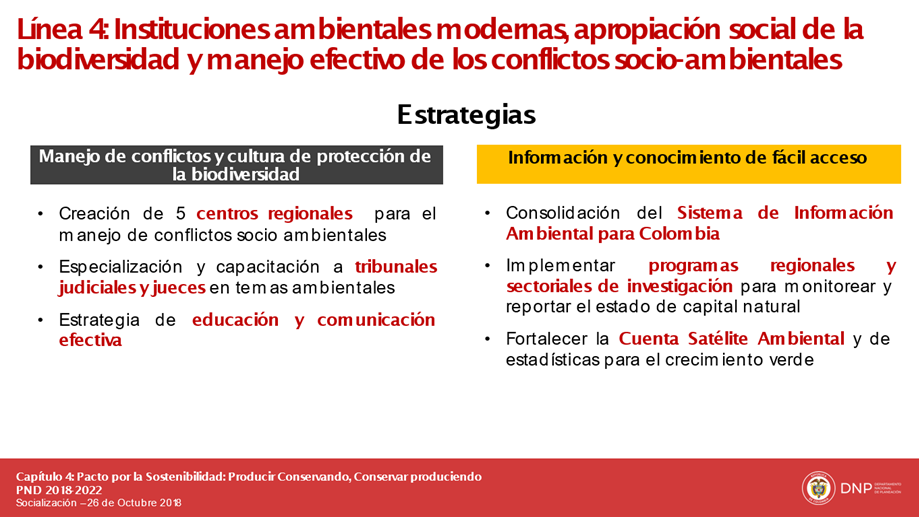 Línea 4: Instituciones ambientales modernas, apropiación social de la
biodiversidad y manejo efectivo de los conflictos socio-ambientales
Estrategias
Manejo de conflictos y cultura de protección de
la biodiversidad
• Creación de 5 centros regionales para el
manejo de conflictos socio ambientales
• Especialización y capacitación a tribunales
judiciales y jueces en temas ambientales
• Estrategia de educación y comunicación
efectiva
Información y conocimiento de fácil acceso
• Consolidación del Sistema de Información
Ambiental para Colombia
• Implementar programas regionales y
sectoriales de investigación para monitorear y
reportar el estado de capital natural
• Fortalecer la Cuenta Satélite Ambiental y de
estadísticas para el crecimiento verde
Capítulo 4: Pacto por la Sostenibilidad: Producir Conservando, Conservar produciendo
PND 2018-2022
Socialización – 26 de Octubre 2018
DNP
DEPARTAMENTO
NACIONAL
DE PLANEACIÓN